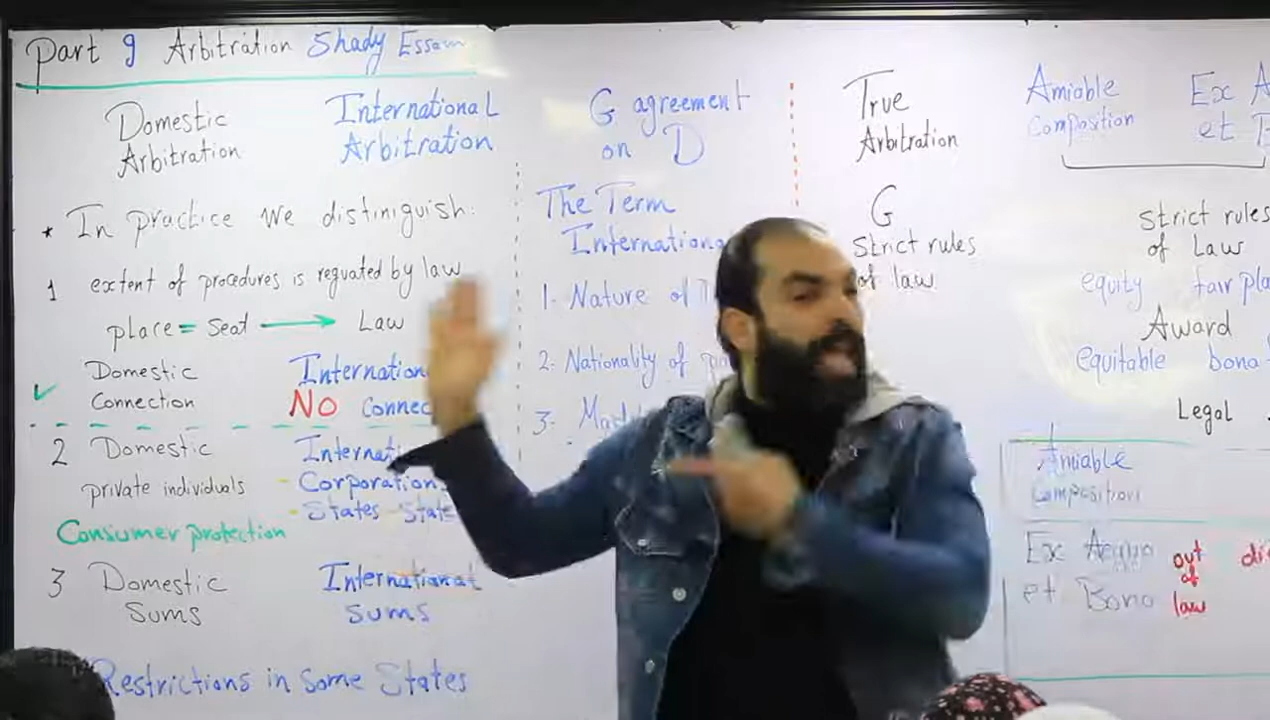 Part 9 Arbitration Shady Essam
Domestic
Arbitration
International
Arbitration
* In practice we distinguish:
1 extent of procedures is reguated by law
place = Seat → Law
Domestic
Connection
NO
2 Domestic
private individuals
Corporation
States
Consumer protection
3 Domestic
Sums
International
Sums
Restrictions in Some States
G agreement
on D
The Term
1- Nature of
2- Nationality of
3-
True
Arbitration
G
Strict rules
of law
Amiable
Composition
Ex
et
Strict rules
of Law
equity fair
Award
equitable bona
Legal
Amiable
Composition
Ex Aequo
et Bono
out
of
law